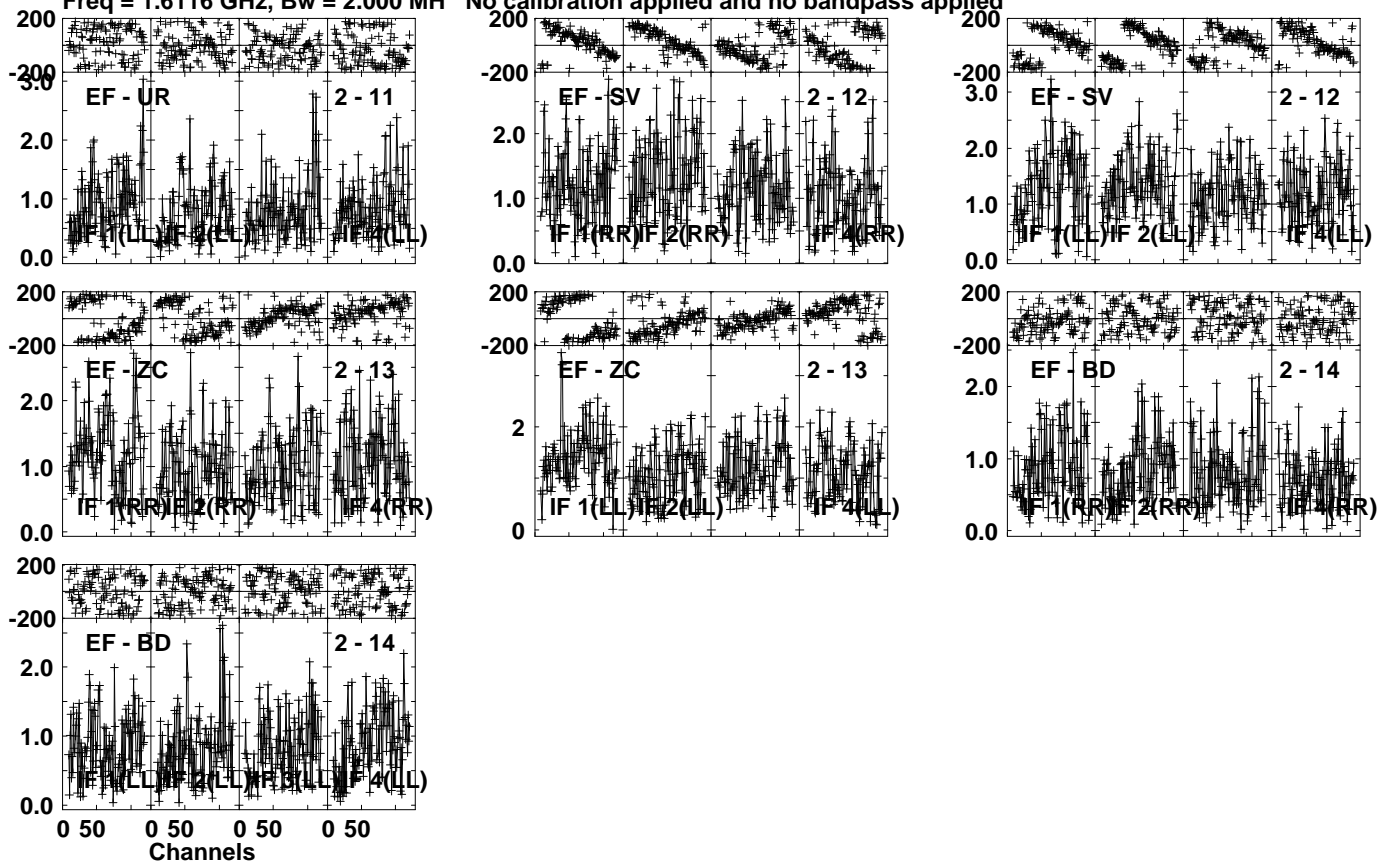 Freq = 1.6116 GHz, Bw = 2.000 MH No calibration applied and no bandpass applied
200
-200
3.0
2.0
1.0
0.0
EF - UR 2 - 11
IF 1(LL) IF 2(LL) IF 4(LL)
200
-200
2.0
1.0
0.0
EF - SV 2 - 12
IF 1(RR) IF 2(RR) IF 4(RR)
200
-200
3.0
2.0
1.0
0.0
EF - SV 2 - 12
IF 1(LL) IF 2(LL) IF 4(LL)
200
-200
2.0
1.0
0.0
EF - ZC 2 - 13
IF 1(RR) IF 2(RR) IF 4(RR)
200
-200
2
0
EF - ZC 2 - 13
IF 1(LL) IF 2(LL) IF 4(LL)
200
-200
2.0
1.0
0.0
EF - BD 2 - 14
IF 1(RR) IF 2(RR) IF 4(RR)
200
-200
2.0
1.0
0.0
EF - BD 2 - 14
IF 1(LL) IF 2(LL) IF 3(LL) IF 4(LL)
0 50 0 50 0 50 0 50
Channels